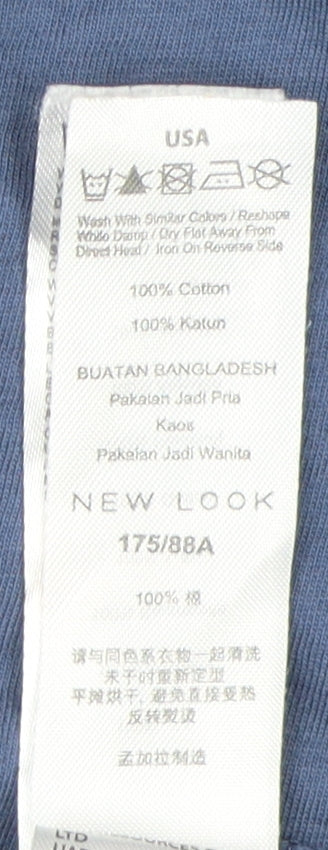 USA
Wash With Similar Colors / Reshape
While Damp / Dry Flat Away From
Direct Heat / Iron On Reverse Side
100% Cotton
100% Katun
BUATAN BANGLADESH
Pakaian Jadi Pria
Kaos
Pakaian Jadi Wanita
NEW LOOK
175/88A
100% 棉
请与同色系衣物一起清洗
未干时重新定型
平摊烘干, 避免直接受热
反转熨烫
孟加拉制造
LTD